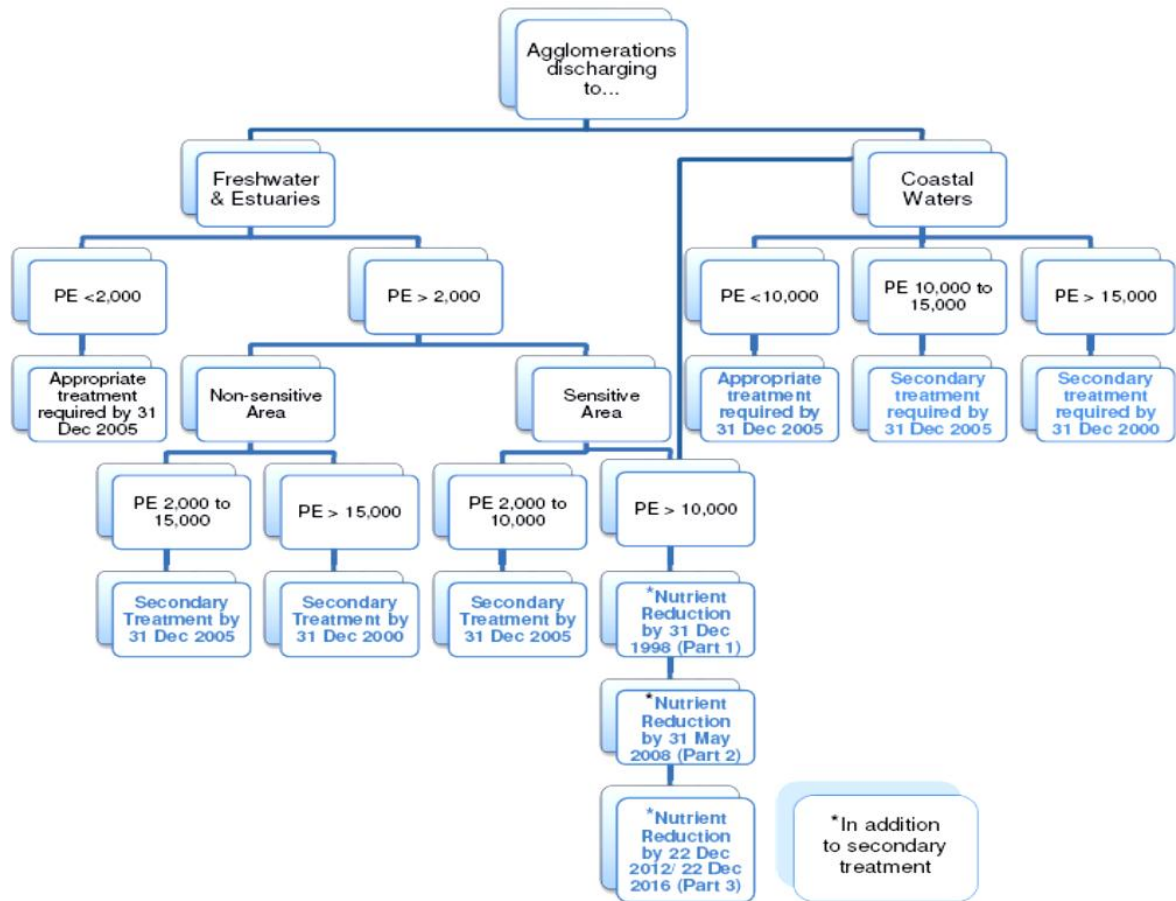 Agglomerations
discharging
to...
Freshwater
& Estuaries
Coastal
Waters
PE <2,000
PE > 2,000
PE <10,000
PE 10,000 to
15,000
PE > 15,000
Appropriate
treatment
required by 31
Dec 2005
Non-sensitive
Area
Sensitive
Area
Appropriate
treatment
required by
31 Dec 2005
Secondary
treatment
required by
31 Dec 2005
Secondary
treatment
required by
31 Dec 2000
PE 2,000 to
15,000
PE > 15,000
PE 2,000 to
10,000
PE > 10,000
Secondary
Treatment by
31 Dec 2005
Secondary
Treatment by
31 Dec 2000
Secondary
Treatment by
31 Dec 2005
*Nutrient
Reduction
by 31 Dec
1998 (Part 1)
*Nutrient
Reduction
by 31 May
2008 (Part 2)
*Nutrient
Reduction
by 22 Dec
2012/ 22 Dec
2016 (Part 3)
*In addition
to secondary
treatment